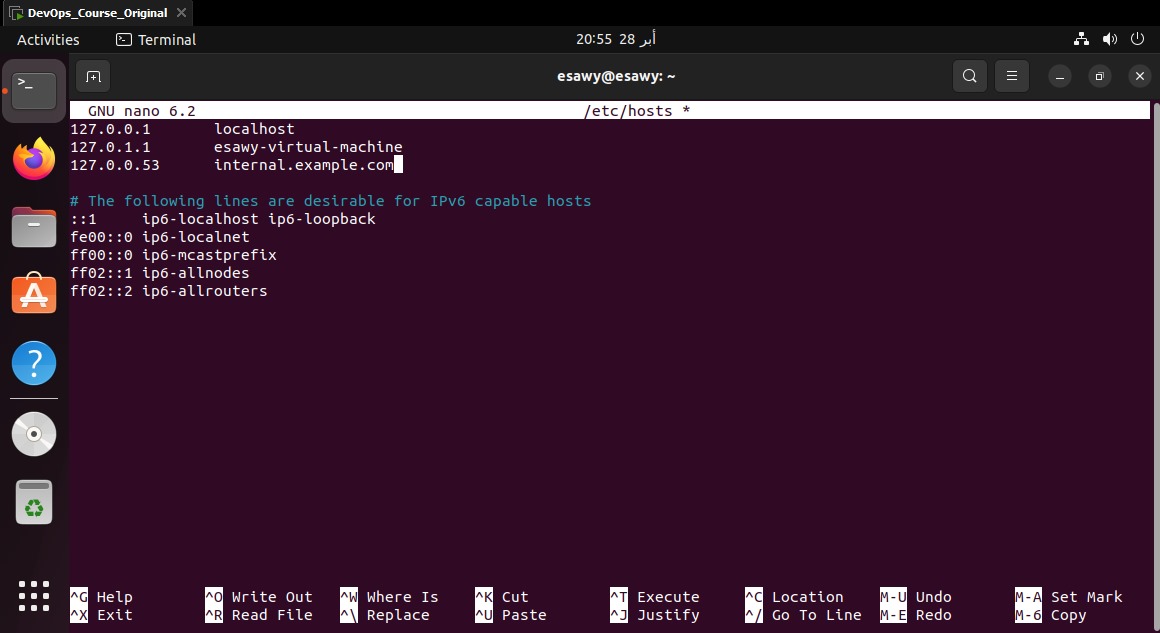 DevOps_Course_Original
Activities Terminal 20:55 28 أبر
esawy@esawy: ~
GNU nano 6.2 /etc/hosts *
127.0.0.1 localhost
127.0.1.1 esawy-virtual-machine
127.0.0.53 internal.example.com
# The following lines are desirable for IPv6 capable hosts
::1 ip6-localhost ip6-loopback
fe00::0 ip6-localnet
ff00::0 ip6-mcastprefix
ff02::1 ip6-allnodes
ff02::2 ip6-allrouters
^G Help ^O Write Out ^W Where Is ^K Cut ^T Execute ^C Location M-U Undo M-A Set Mark
^X Exit ^R Read File ^\ Replace ^U Paste ^J Justify ^/ Go To Line M-E Redo M-6 Copy